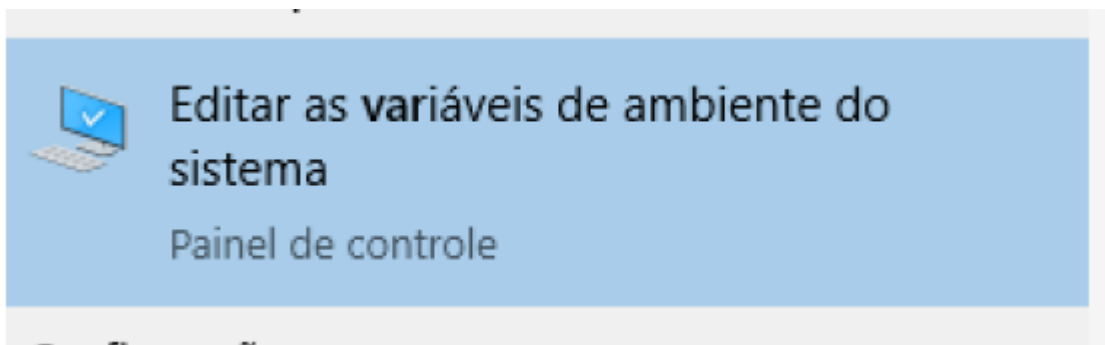 Editar as variáveis de ambiente do
sistema
Painel de controle